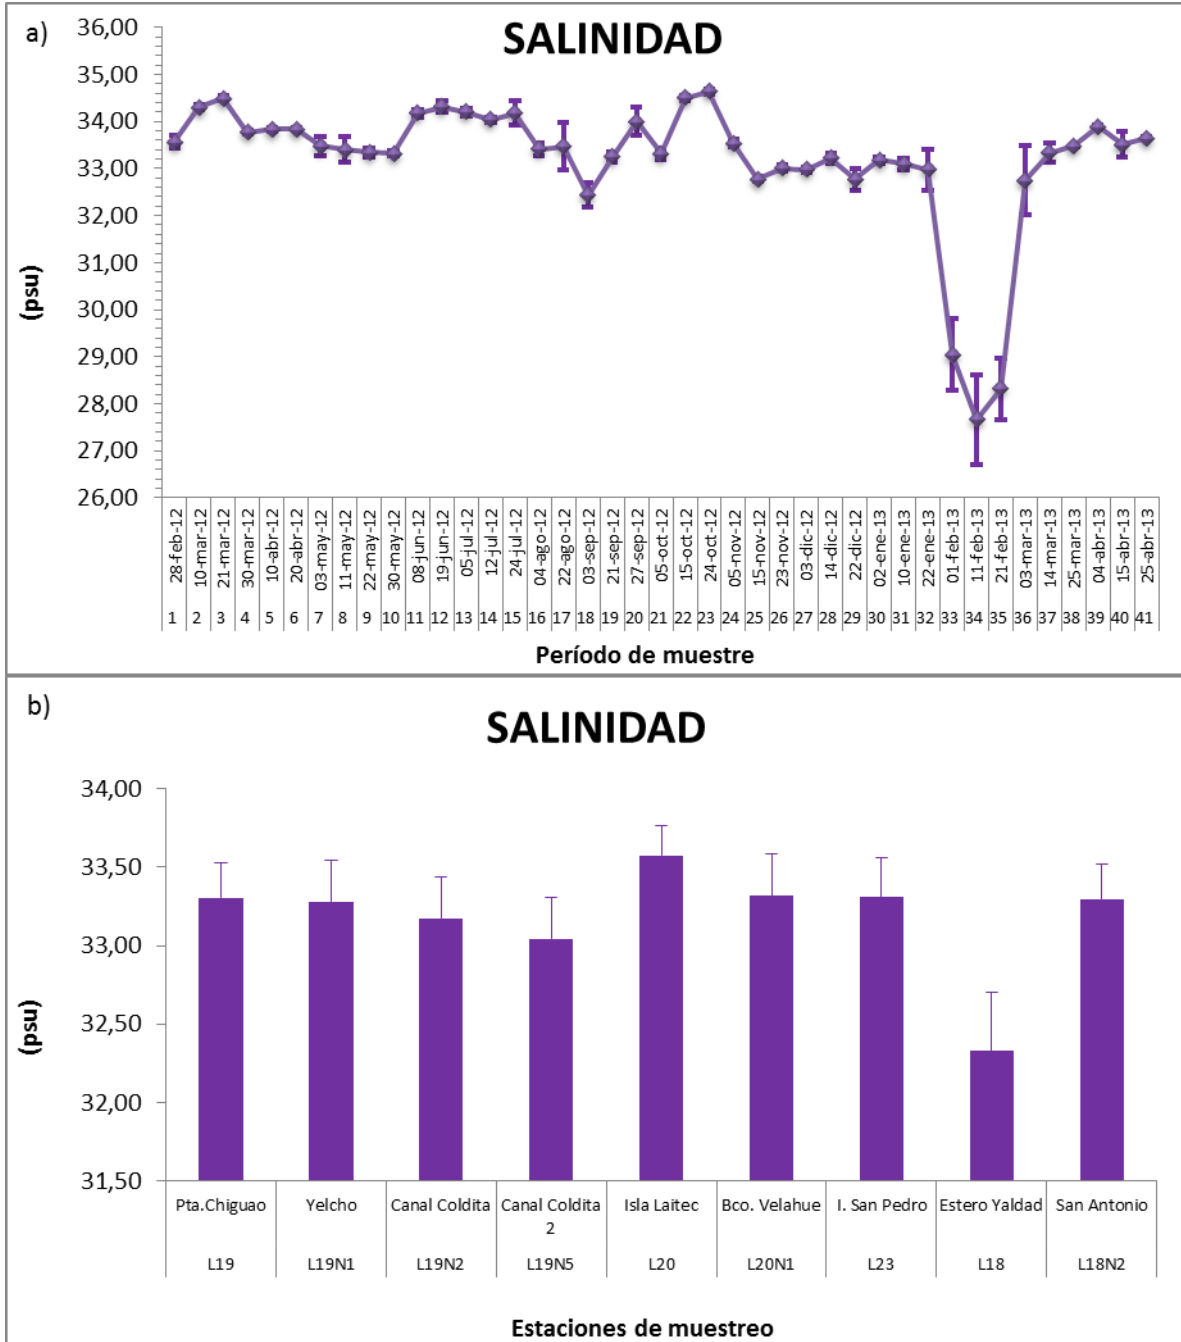 a)
SALINIDAD
36,00
35,00
34,00
33,00
32,00
31,00
30,00
29,00
28,00
27,00
26,00
(psu)
28-feb-12 10-mar-12 21-mar-12 30-mar-12 10-abr-12 20-abr-12 03-may-12 11-may-12 22-may-12 30-may-12 08-jun-12 19-jun-12 05-jul-12 12-jul-12 24-jul-12 04-ago-12 22-ago-12 03-sep-12 21-sep-12 27-sep-12 05-oct-12 15-oct-12 24-oct-12 05-nov-12 15-nov-12 23-nov-12 03-dic-12 14-dic-12 22-dic-12 02-ene-13 10-ene-13 22-ene-13 01-feb-13 11-feb-13 21-feb-13 03-mar-13 14-mar-13 25-mar-13 04-abr-13 15-abr-13 25-abr-13
1 2 3 4 5 6 7 8 9 10 11 12 13 14 15 16 17 18 19 20 21 22 23 24 25 26 27 28 29 30 31 32 33 34 35 36 37 38 39 40 41
Período de muestre
b)
SALINIDAD
34,00
33,50
33,00
32,50
32,00
31,50
(psu)
Pta.Chiguao Yelcho Canal Coldita Canal Coldita 2 Isla Laitec Bco. Velahue I. San Pedro Estero Yaldad San Antonio
L19 L19N1 L19N2 L19N5 L20 L20N1 L23 L18 L18N2
Estaciones de muestreo